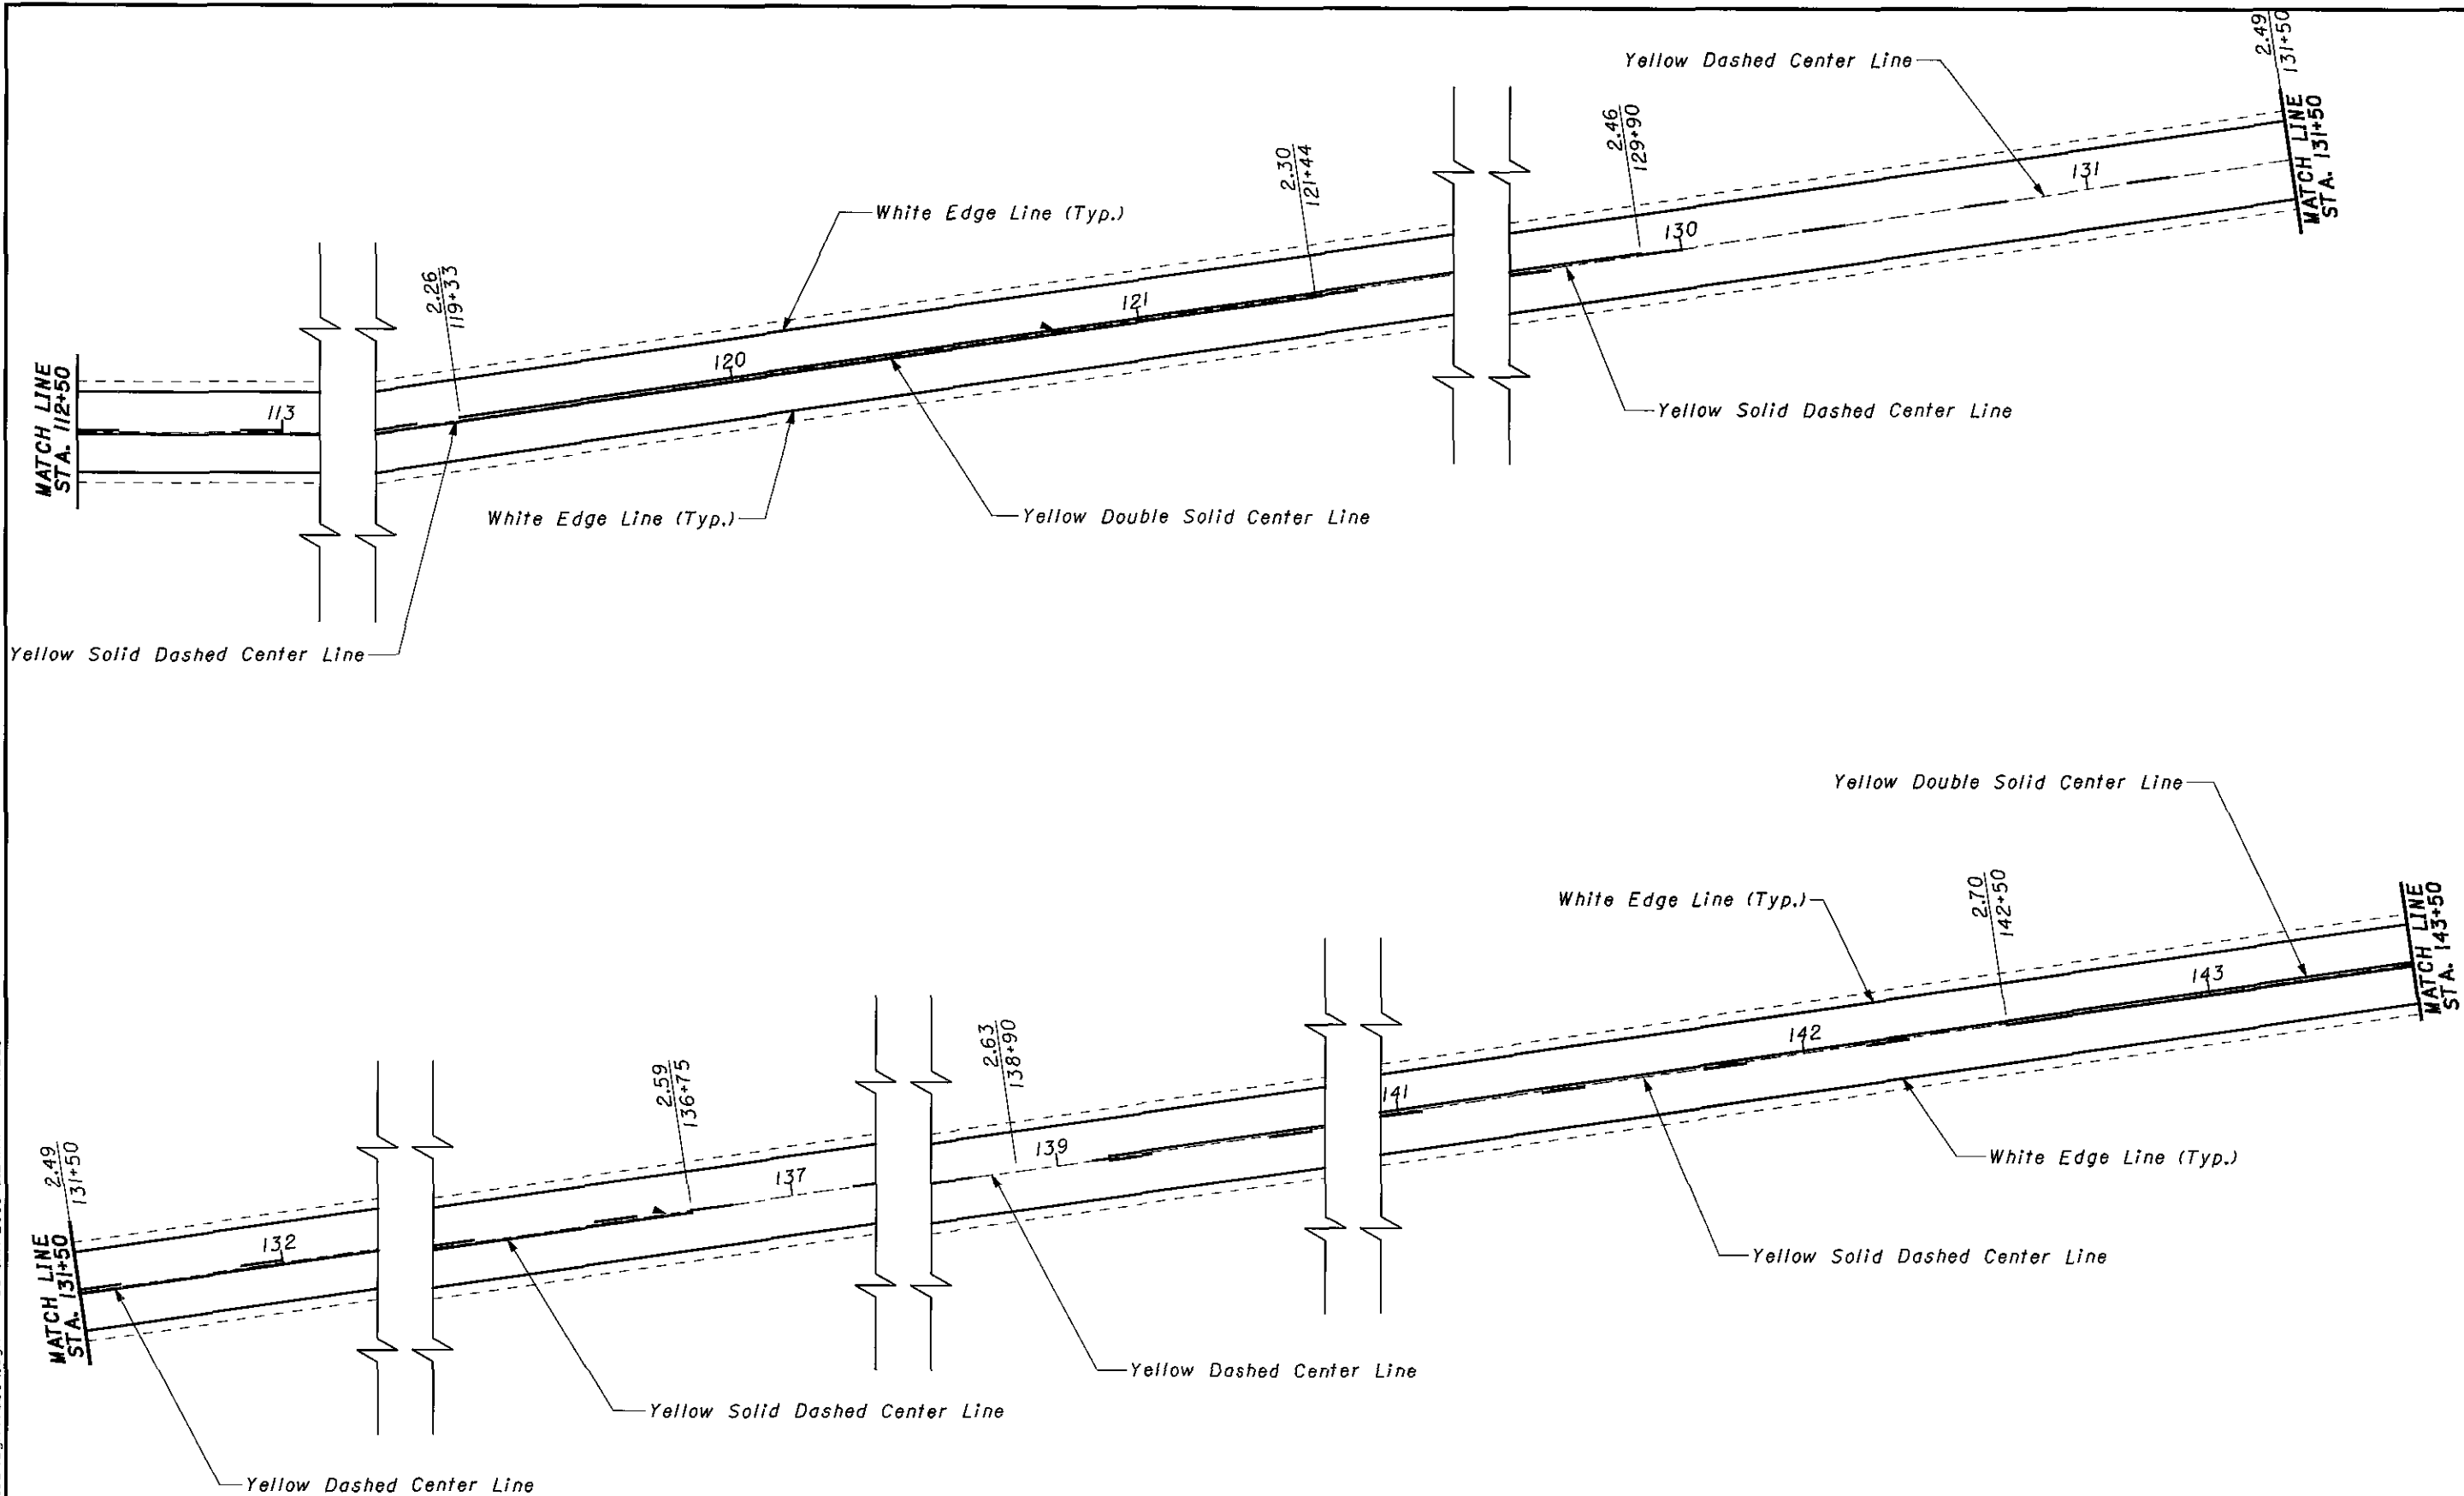 2.49
131+50
Yellow Dashed Center Line
MATCH LINE
STA. 131+50
2.46
129+90
2.30
121+44
131
130
White Edge Line (Typ.)
2.26
119+33
121
120
113
MATCH LINE
STA. 112+50
Yellow Solid Dashed Center Line
White Edge Line (Typ.)
Yellow Double Solid Center Line
Yellow Solid Dashed Center Line
Yellow Double Solid Center Line
White Edge Line (Typ.)
2.70
142+50
MATCH LINE
STA. 143+50
143
142
2.63
138+90
2.59
136+75
141
139
137
2.49
131+50
132
MATCH LINE
STA. 131+50
White Edge Line (Typ.)
Yellow Solid Dashed Center Line
Yellow Dashed Center Line
Yellow Solid Dashed Center Line
Yellow Dashed Center Line